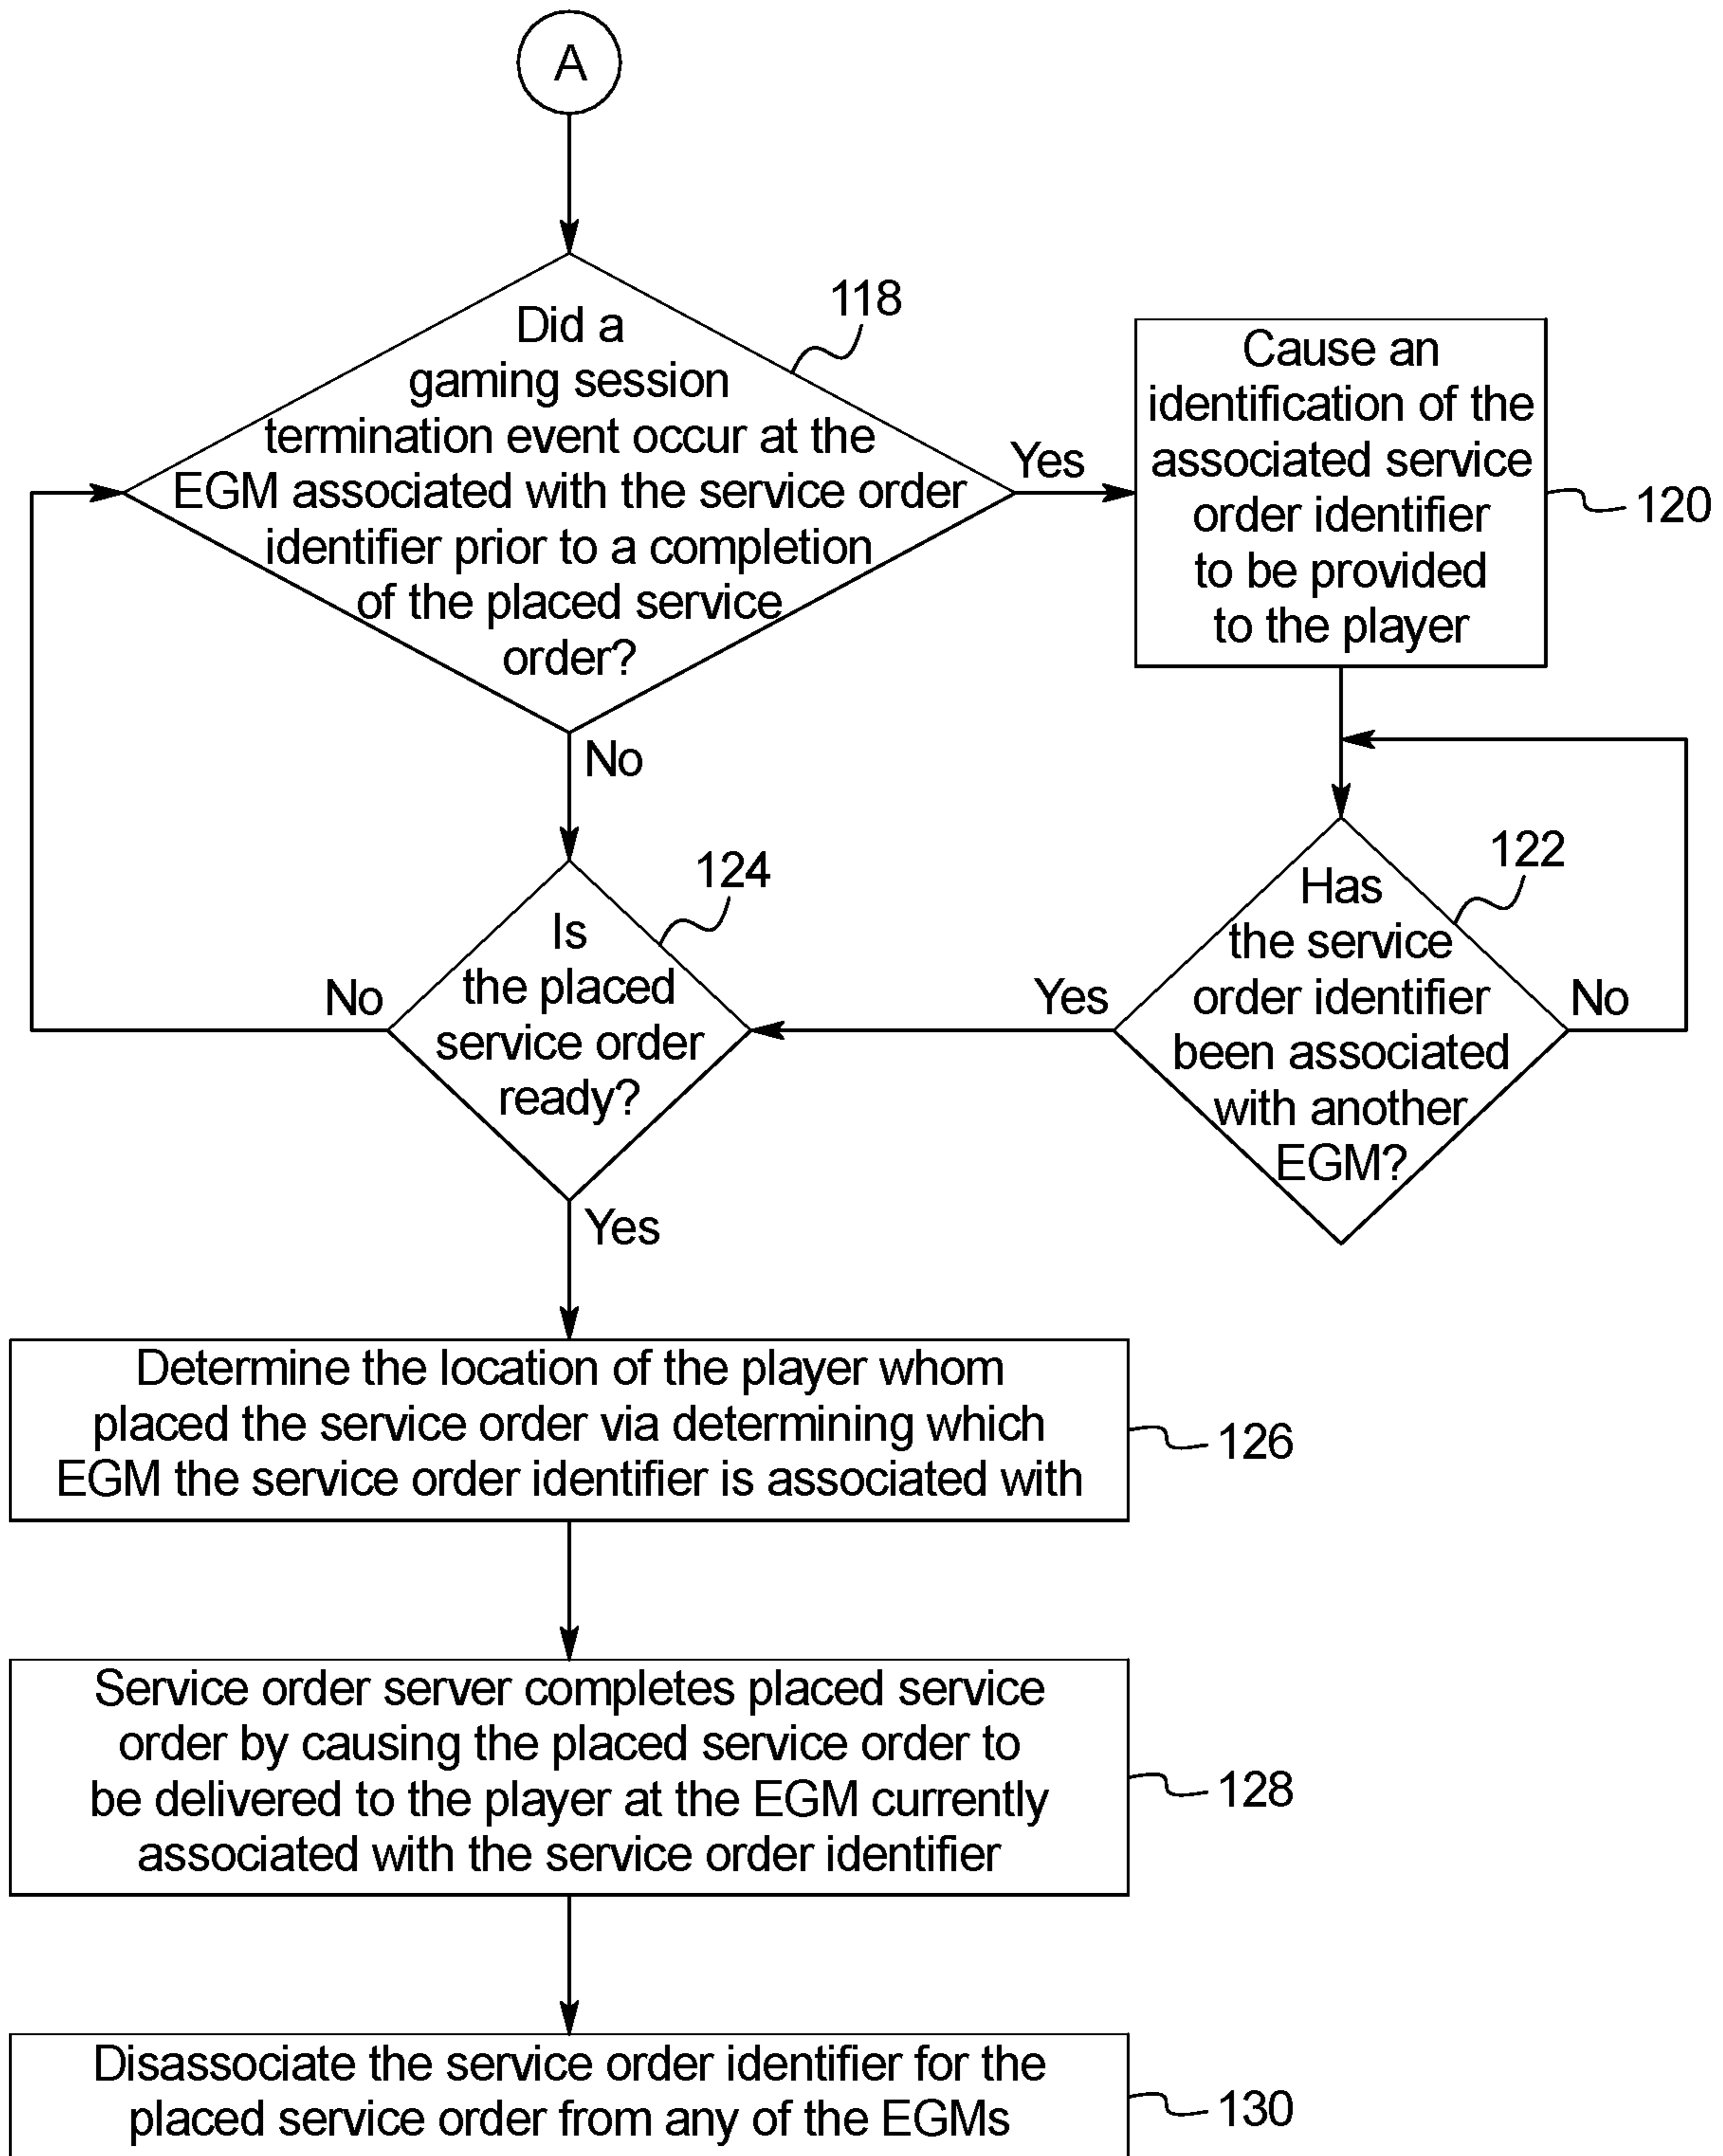 A
Did a
gaming session
termination event occur at the
EGM associated with the service order
identifier prior to a completion
of the placed service
order?
118
Yes
No
Cause an
identification of the
associated service
order identifier
to be provided
to the player
120
Has
the service
order identifier
been associated
with another
EGM?
122
Yes
No
Is
the placed
service order
ready?
124
No
Yes
Determine the location of the player whom
placed the service order via determining which
EGM the service order identifier is associated with
126
Service order server completes placed service
order by causing the placed service order to
be delivered to the player at the EGM currently
associated with the service order identifier
128
Disassociate the service order identifier for the
placed service order from any of the EGMs
130